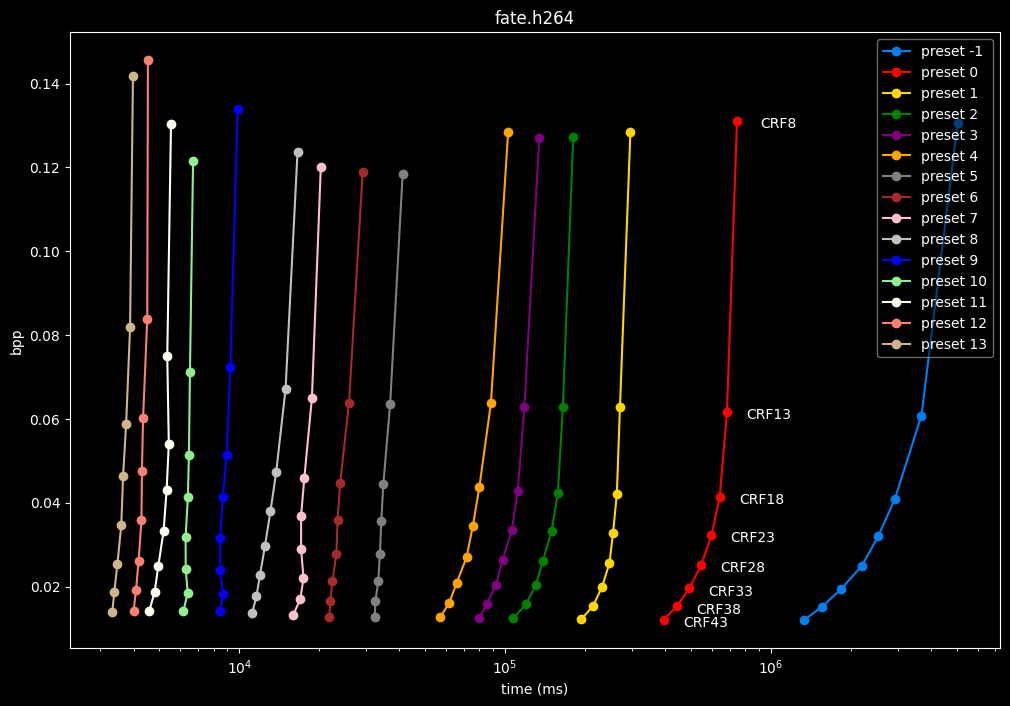 fate.h264
preset -1
preset 0
preset 1
preset 2
preset 3
preset 4
preset 5
preset 6
preset 7
preset 8
preset 9
preset 10
preset 11
preset 12
preset 13
CRF8
CRF13
CRF18
CRF23
CRF28
CRF33
CRF38
CRF43
0.14
0.12
0.10
0.08
0.06
0.04
0.02
bpp
10⁴ 10⁵ 10⁶
time (ms)